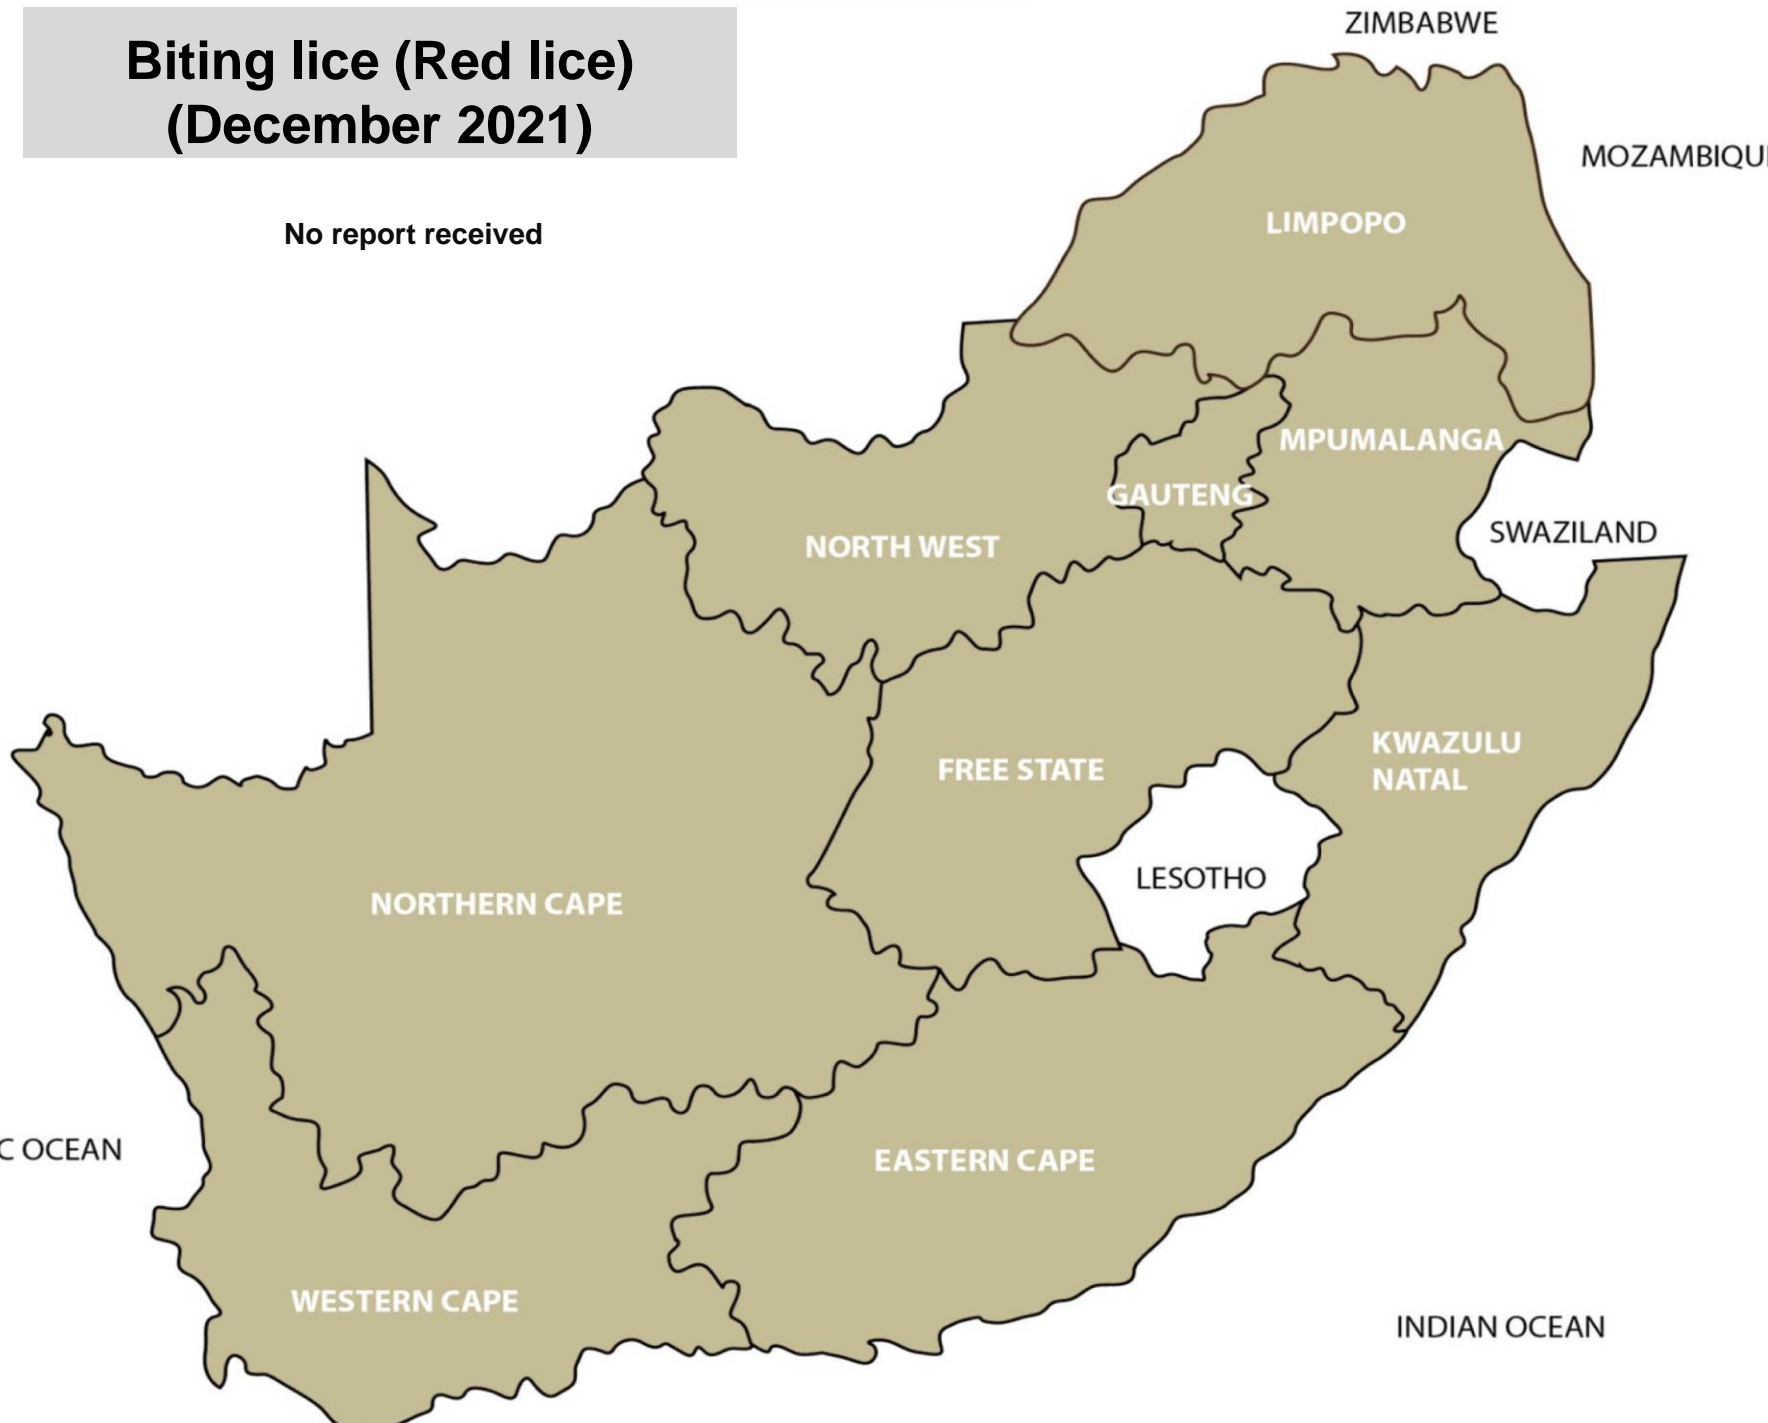 Biting lice (Red lice)
(December 2021)
No report received
ZIMBABWE
MOZAMBIQU
LIMPOPO
MPUMALANGA
GAUTENG
SWAZILAND
NORTH WEST
KWAZULU
NATAL
FREE STATE
LESOTHO
NORTHERN CAPE
C OCEAN
EASTERN CAPE
WESTERN CAPE
INDIAN OCEAN